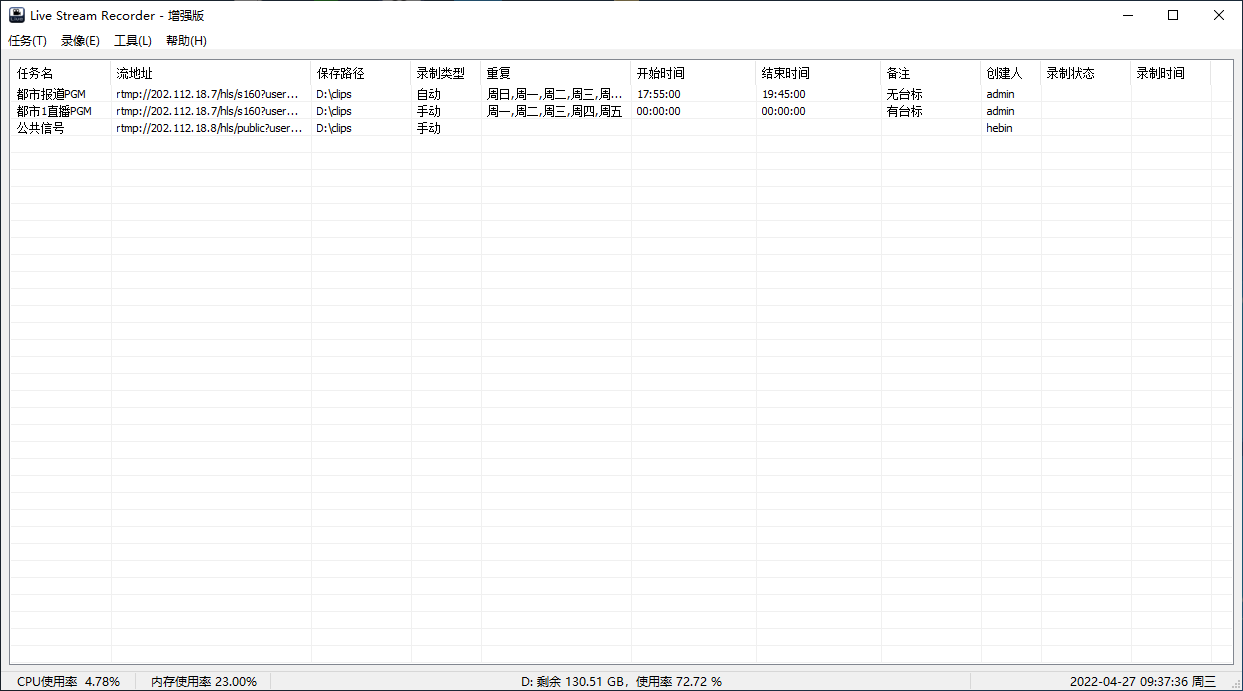 Live Stream Recorder - 增强版
任务(T) 录像(E) 工具(L) 帮助(H)
任务名 流地址 保存路径 录制类型 重复 开始时间 结束时间 备注 创建人 录制状态 录制时间
都市报道PGM rtmp://202.112.18.7/hls/s160?user... D:\clips 自动 周日,周一,周二,周三,周... 17:55:00 19:45:00 无台标 admin
都市1直播PGM rtmp://202.112.18.7/hls/s160?user... D:\clips 手动 周一,周二,周三,周四,周五 00:00:00 00:00:00 有台标 admin
公共信号 rtmp://202.112.18.8/hls/public?user... D:\clips 手动 hebin
CPU使用率 4.78% 内存使用率 23.00% D: 剩余 130.51 GB，使用率 72.72 % 2022-04-27 09:37:36 周三